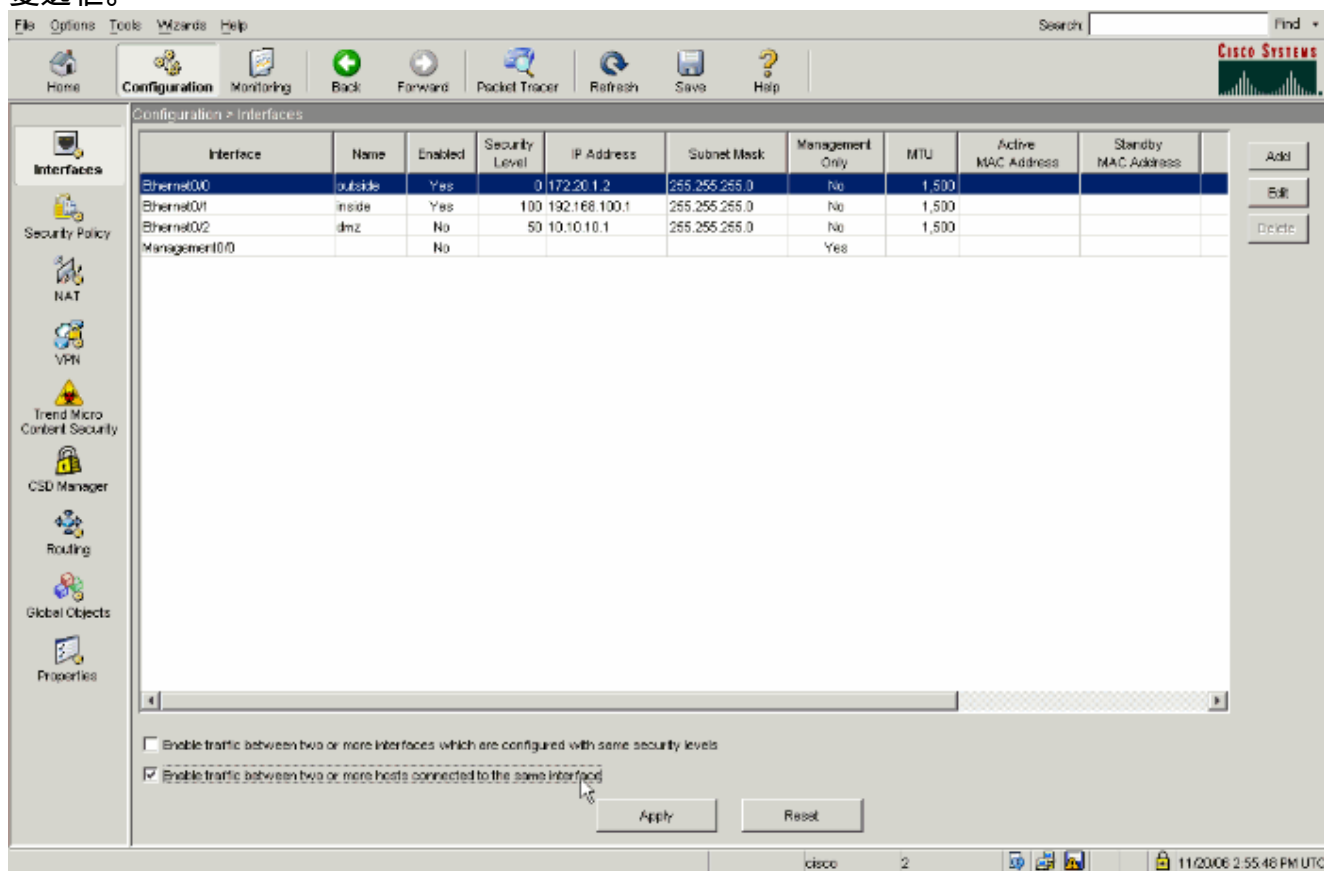 複選框。
File Options Tools Wizards Help Search: Find
Home Configuration Monitoring Back Forward Packet Tracer Refresh Save Help
CISCO SYSTEMS
Configuration > Interfaces
Interfaces
Security Policy
NAT
VPN
Trend Micro Content Security
CSD Manager
Routing
Global Objects
Properties
Interface Name Enabled Security Level IP Address Subnet Mask Management Only MTU Active MAC Address Standby MAC Address
Ethernet0/0 outside Yes 0 172.20.1.2 255.255.255.0 No 1,500
Ethernet0/1 inside Yes 100 192.168.100.1 255.255.255.0 No 1,500
Ethernet0/2 dmz No 50 10.10.10.1 255.255.255.0 No 1,500
Management0/0 No Yes
Add
Edit
Delete
Enable traffic between two or more interfaces which are configured with same security levels
Enable traffic between two or more hosts connected to the same interface
Apply Reset
cisco 2 11/20/06 2:55:48 PM UTC